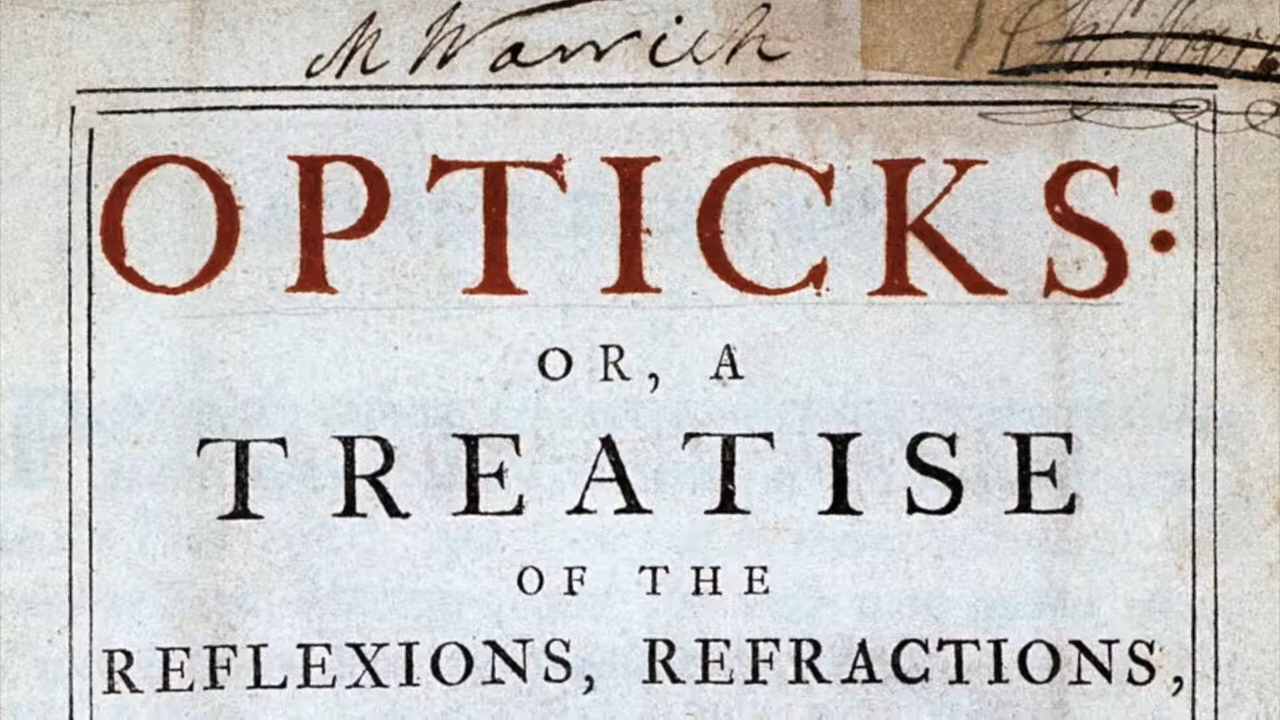 M Warwick
OPTICKS:
OR, A
TREATISE
OF THE
REFLEXIONS, REFRACTIONS,